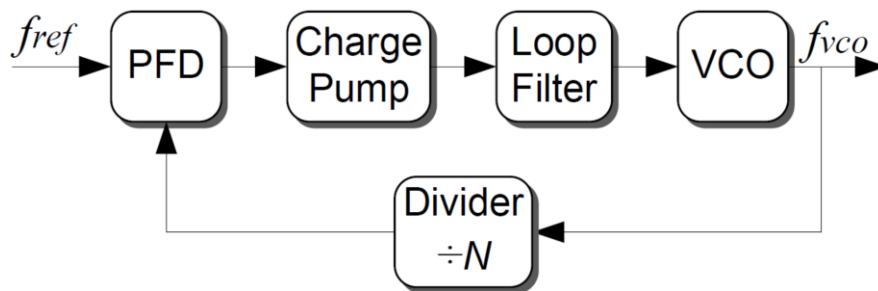 fref
PFD
Charge
Pump
Loop
Filter
VCO
fvco
Divider
÷N